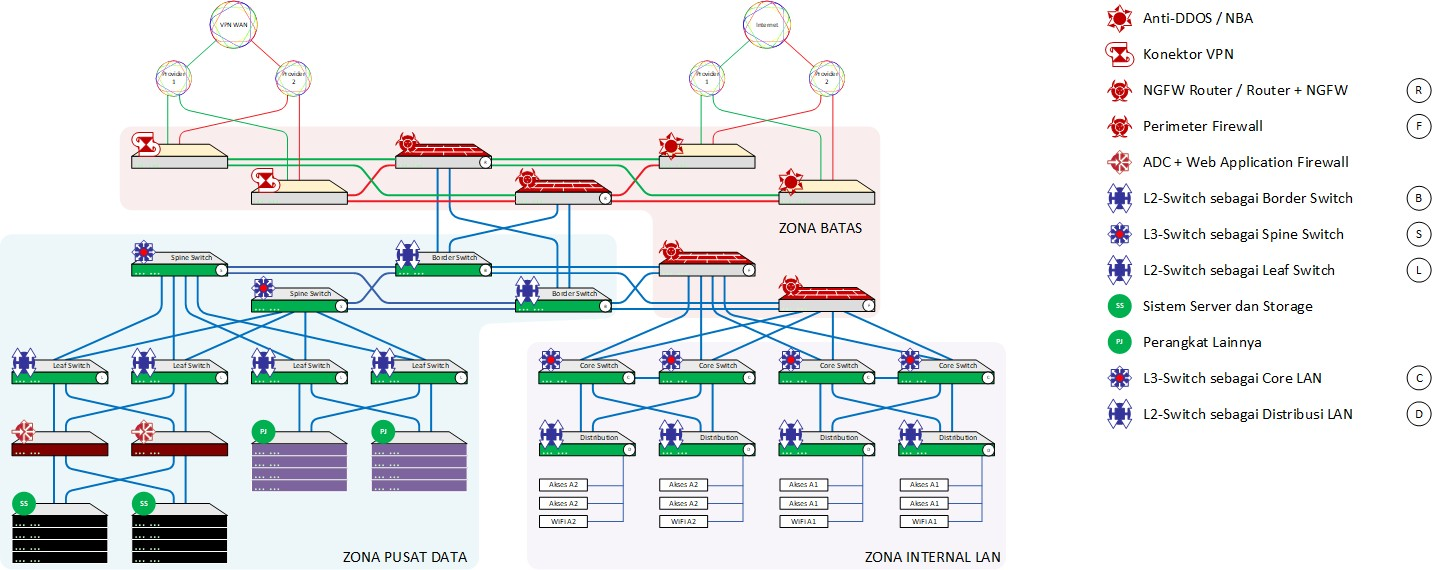 VPN WAN
Internet
Provider
1
Provider
2
Provider
1
Provider
2
R
R
ZONA BATAS
Spine Switch
S
Border Switch
B
F
Spine Switch
S
Border Switch
B
F
Leaf Switch
L
Leaf Switch
L
Leaf Switch
L
Leaf Switch
L
Core Switch
C
Core Switch
C
Core Switch
C
Core Switch
C
PJ
PJ
Distribution
D
Distribution
D
Distribution
D
Distribution
D
SS
SS
Akses A2
Akses A2
WiFi A2
Akses A2
Akses A2
WiFi A2
Akses A1
Akses A1
WiFi A1
Akses A1
Akses A1
WiFi A1
ZONA PUSAT DATA
ZONA INTERNAL LAN
Anti-DDOS / NBA
Konektor VPN
NGFW Router / Router + NGFW R
Perimeter Firewall F
ADC + Web Application Firewall
L2-Switch sebagai Border Switch B
L3-Switch sebagai Spine Switch S
L2-Switch sebagai Leaf Switch L
SS Sistem Server dan Storage
PJ Perangkat Lainnya
L3-Switch sebagai Core LAN C
L2-Switch sebagai Distribusi LAN D